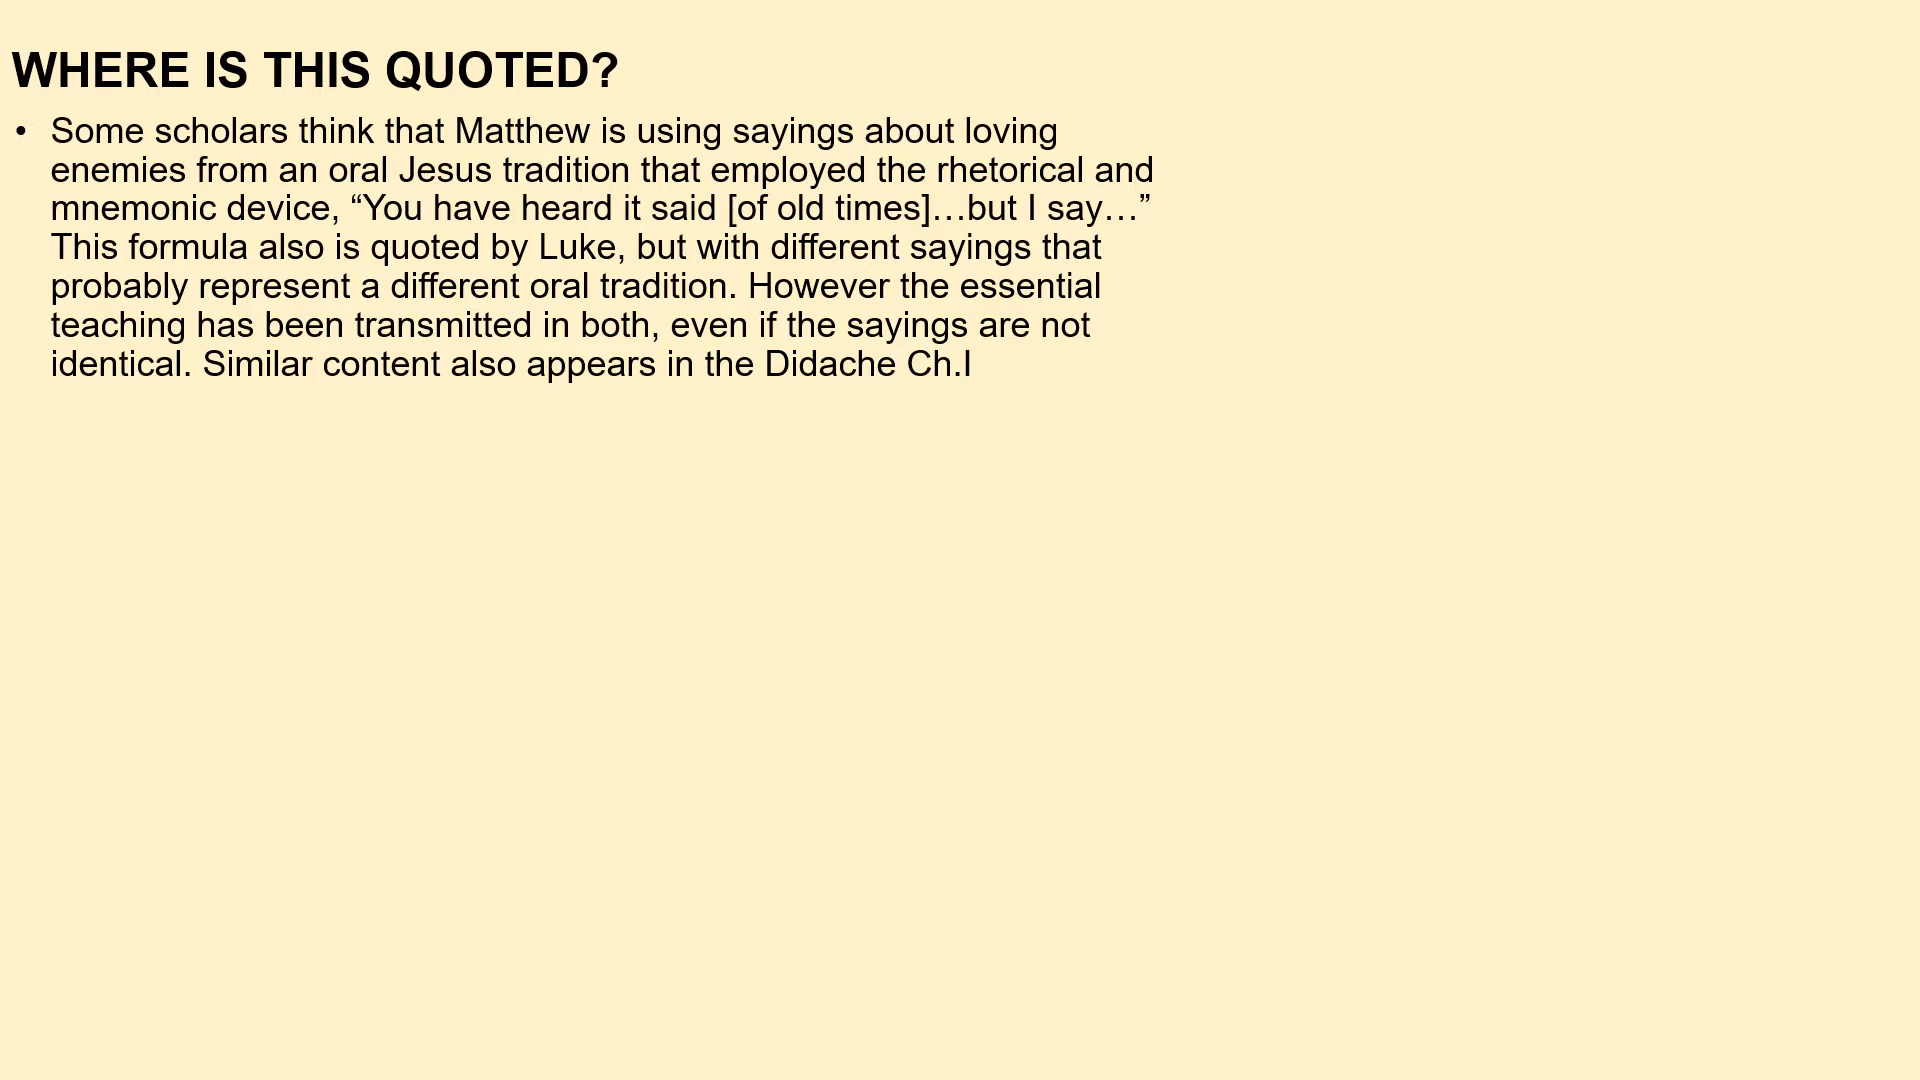 WHERE IS THIS QUOTED?
• Some scholars think that Matthew is using sayings about loving
enemies from an oral Jesus tradition that employed the rhetorical and
mnemonic device, “You have heard it said [of old times]…but I say…”
This formula also is quoted by Luke, but with different sayings that
probably represent a different oral tradition. However the essential
teaching has been transmitted in both, even if the sayings are not
identical. Similar content also appears in the Didache Ch.I